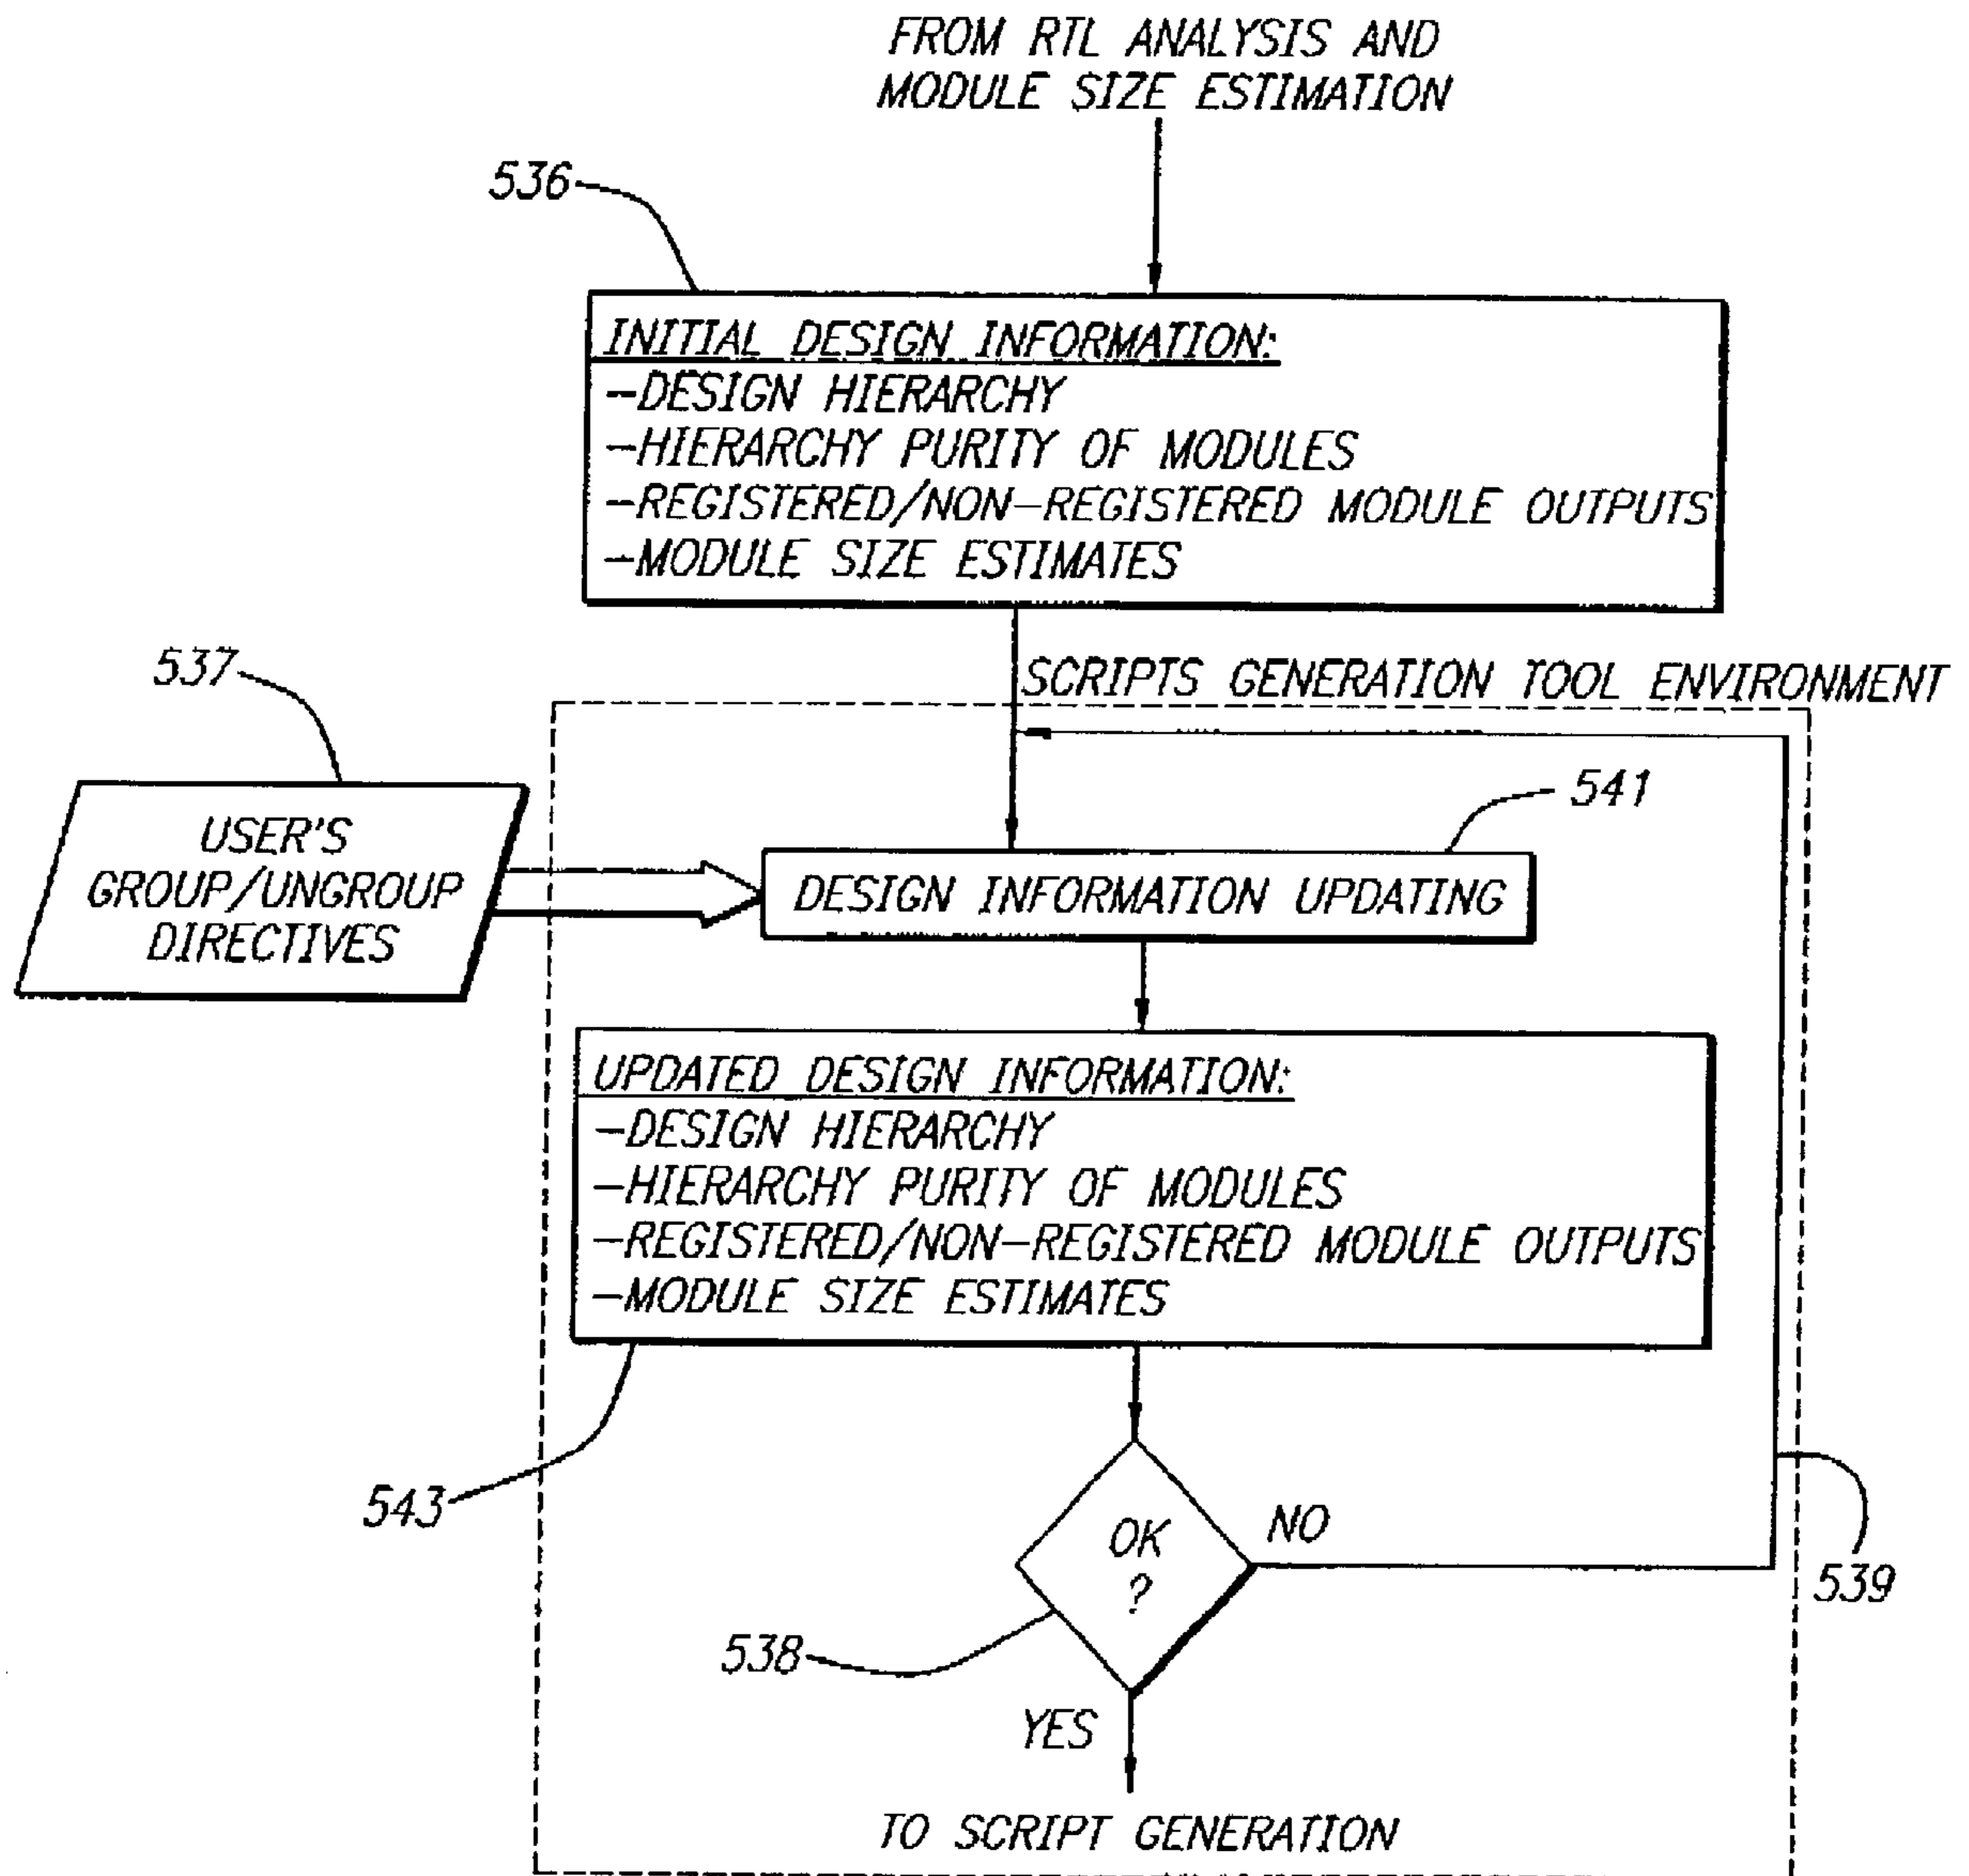 FROM RTL ANALYSIS AND
MODULE SIZE ESTIMATION
536
INITIAL DESIGN INFORMATION:
-DESIGN HIERARCHY
-HIERARCHY PURITY OF MODULES
-REGISTERED/NON-REGISTERED MODULE OUTPUTS
-MODULE SIZE ESTIMATES
537
SCRIPTS GENERATION TOOL ENVIRONMENT
541
USER'S
GROUP/UNGROUP
DIRECTIVES
DESIGN INFORMATION UPDATING
UPDATED DESIGN INFORMATION:
-DESIGN HIERARCHY
-HIERARCHY PURITY OF MODULES
-REGISTERED/NON-REGISTERED MODULE OUTPUTS
-MODULE SIZE ESTIMATES
543
OK
?
NO
539
538
YES
TO SCRIPT GENERATION